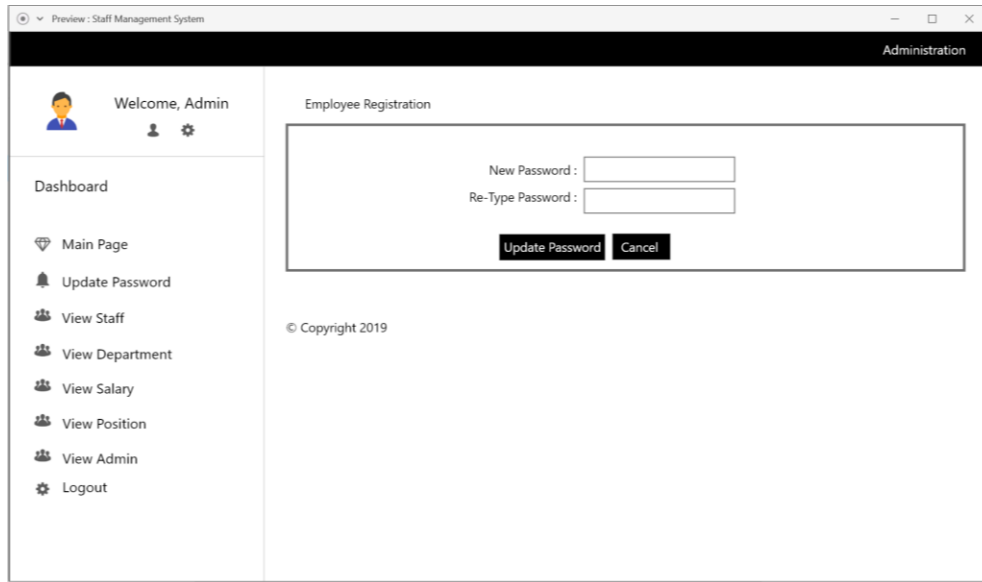 Preview : Staff Management System
Administration
Welcome, Admin
Dashboard
Main Page
Update Password
View Staff
View Department
View Salary
View Position
View Admin
Logout
Employee Registration
New Password :
Re-Type Password :
Update Password Cancel
© Copyright 2019